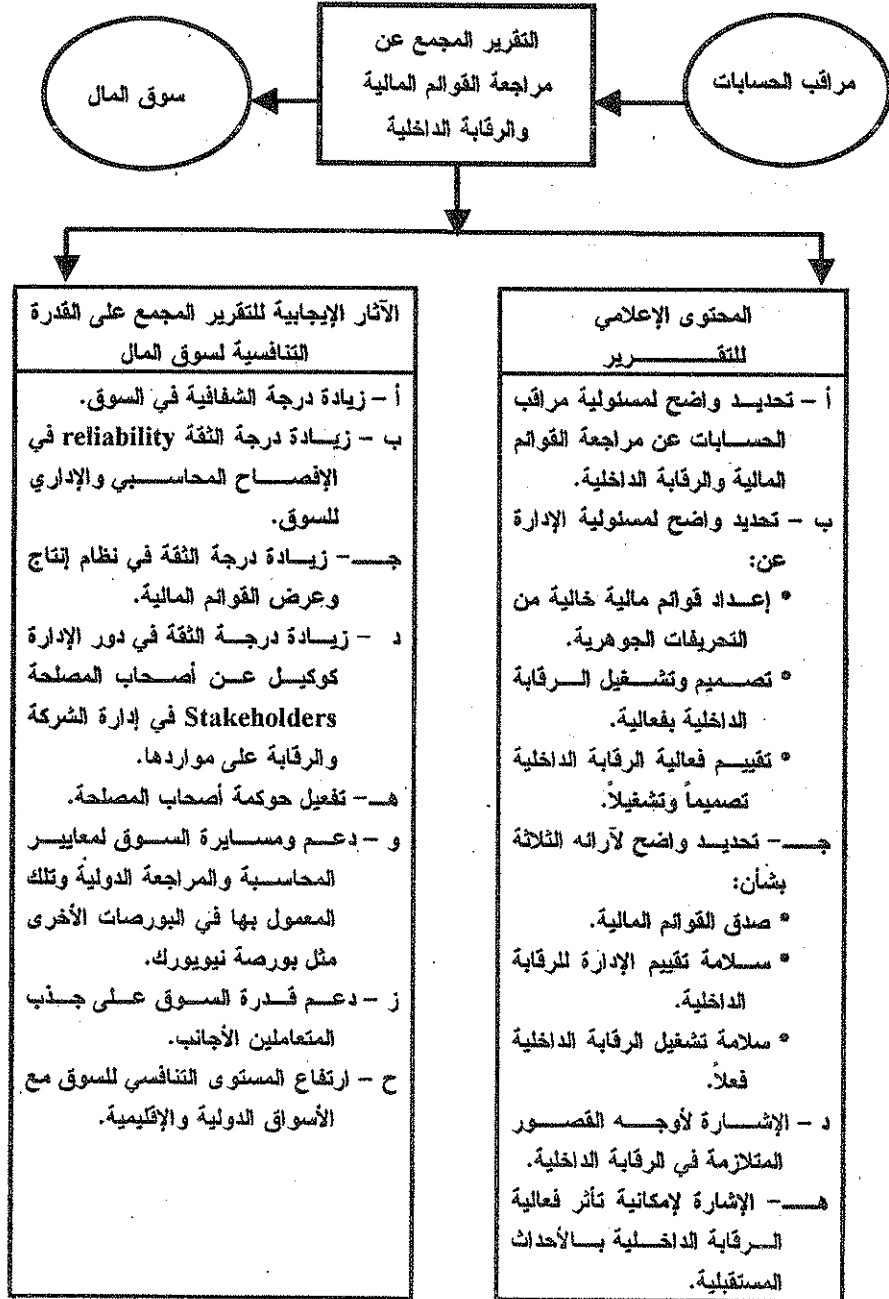 مراقب الحسابات
التقرير المجمع عن
مراجعة القوائم المالية
والرقابة الداخلية
سوق المال
المحتوى الإعلامي
للتقـــــــــرير
أ – تحديد واضح لمسئولية مراقب
الحسابات عن مراجعة القوائم
المالية والرقابة الداخلية.
ب – تحديد واضح لمسئولية الإدارة
عن:
* إعداد قوائم مالية خالية من
التحريفات الجوهرية.
* تصميم وتشغيل الرقابة
الداخلية بفعالية.
* تقييم فعالية الرقابة الداخلية
تصميماً وتشغيلاً.
جـ – تحديد واضح لآرائه الثلاثة
بشأن:
* صدق القوائم المالية.
* سلامة تقييم الإدارة للرقابة
الداخلية.
* سلامة تشغيل الرقابة الداخلية
فعلاً.
د – الإشارة لأوجه القصور
المتلازمة في الرقابة الداخلية.
هـ – الإشارة لإمكانية تأثر فعالية
الرقابة الداخلية بالأحداث
المستقبلية.
الآثار الإيجابية للتقرير المجمع على القدرة
التنافسية لسوق المال
أ – زيادة درجة الشفافية في السوق.
ب – زيادة درجة الثقة reliability في
الإفصاح المحاسبي والإداري
للسوق.
جـ – زيادة درجة الثقة في نظام إنتاج
وعرض القوائم المالية.
د – زيادة درجة الثقة في دور الإدارة
كوكيل عن أصحاب المصلحة
Stakeholders في إدارة الشركة
والرقابة على مواردها.
هـ – تفعيل حوكمة أصحاب المصلحة.
و – دعم ومسايرة السوق لمعايير
المحاسبة والمراجعة الدولية وتلك
المعمول بها في البورصات الأخرى
مثل بورصة نيويورك.
ز – دعم قدرة السوق على جذب
المتعاملين الأجانب.
ح – ارتفاع المستوى التنافسي للسوق مع
الأسواق الدولية والإقليمية.